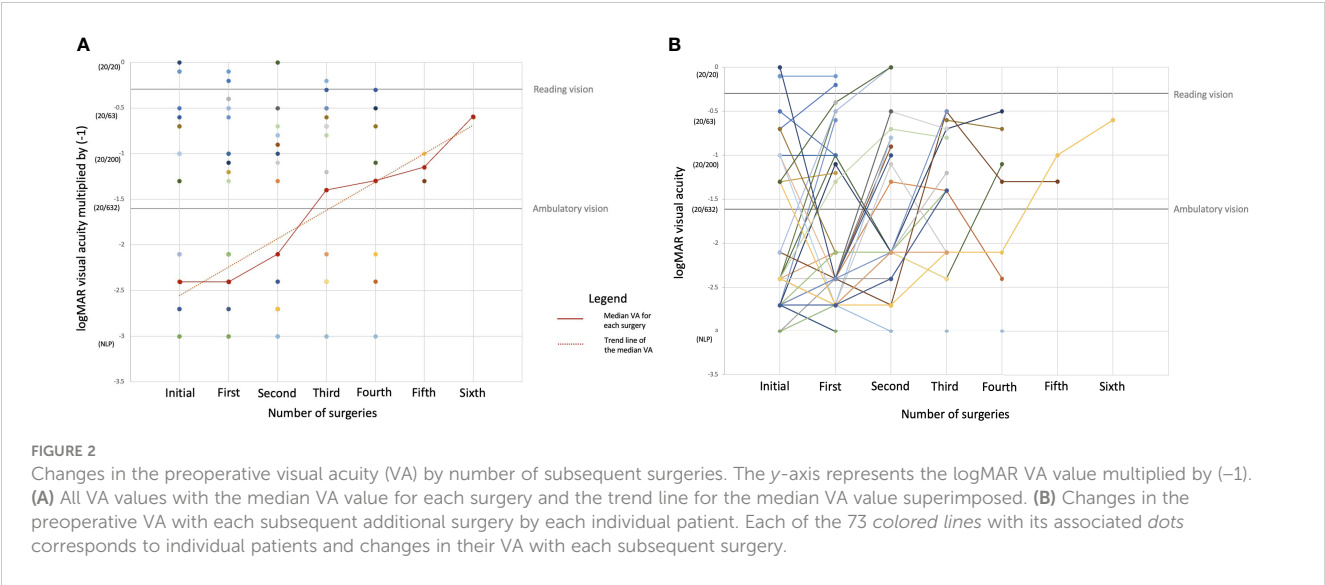 A
B
0
(20/20)
-0.5
(20/63)
-1
(20/200)
-1.5
(20/632)
-2
-2.5
-3
(NLP)
-3.5
logMAR visual acuity multiplied by (-1)
Reading vision
Ambulatory vision
Initial First Second Third Fourth Fifth Sixth
Number of surgeries
Legend
Median VA for
each surgery
Trend line of
the median VA
0
(20/20)
-0.5
(20/63)
-1
(20/200)
-1.5
(20/632)
-2
-2.5
3
(NLP)
-3.5
logMAR visual acuity
Reading vision
Ambulatory vision
Initial First Second Third Fourth Fifth Sixth
Number of surgeries
FIGURE 2
Changes in the preoperative visual acuity (VA) by number of subsequent surgeries. The y-axis represents the logMAR VA value multiplied by (–1).
(A) All VA values with the median VA value for each surgery and the trend line for the median VA value superimposed. (B) Changes in the
preoperative VA with each subsequent additional surgery by each individual patient. Each of the 73 colored lines with its associated dots
corresponds to individual patients and changes in their VA with each subsequent surgery.